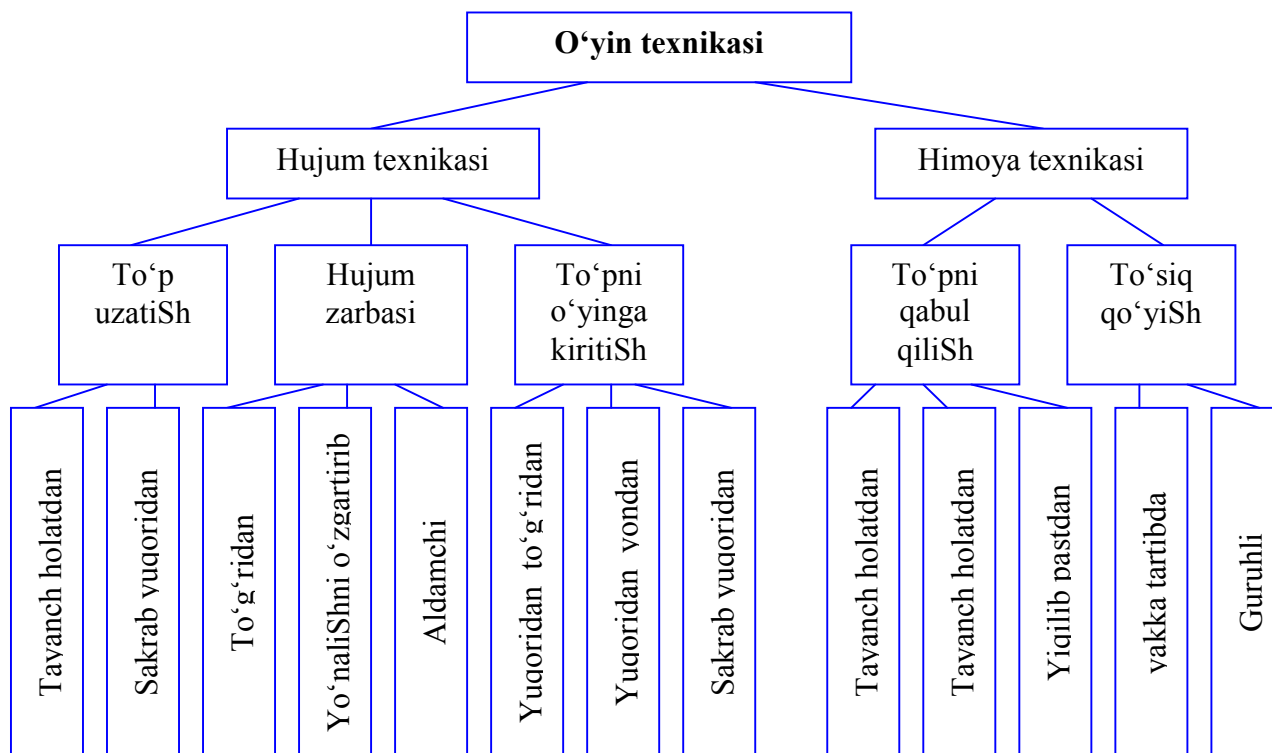 O‘yin texnikasi
Hujum texnikasi
Himoya texnikasi
To‘p
uzatiSh
Hujum
zarbasi
To‘pni
o‘yinga
kiritiSh
To‘pni
qabul
qiliSh
To‘siq
qo‘yiSh
Tayanch holatdan
Sakrab yuqoridan
To‘g‘ridan
Yo‘naliShni o‘zgartirib
Aldamchi
Yuqoridan to‘g‘ridan
Yuqoridan yondan
Sakrab yuqoridan
Tayanch holatdan
Tayanch holatdan
Yiqilib pastdan
yakka tartibda
Guruhli